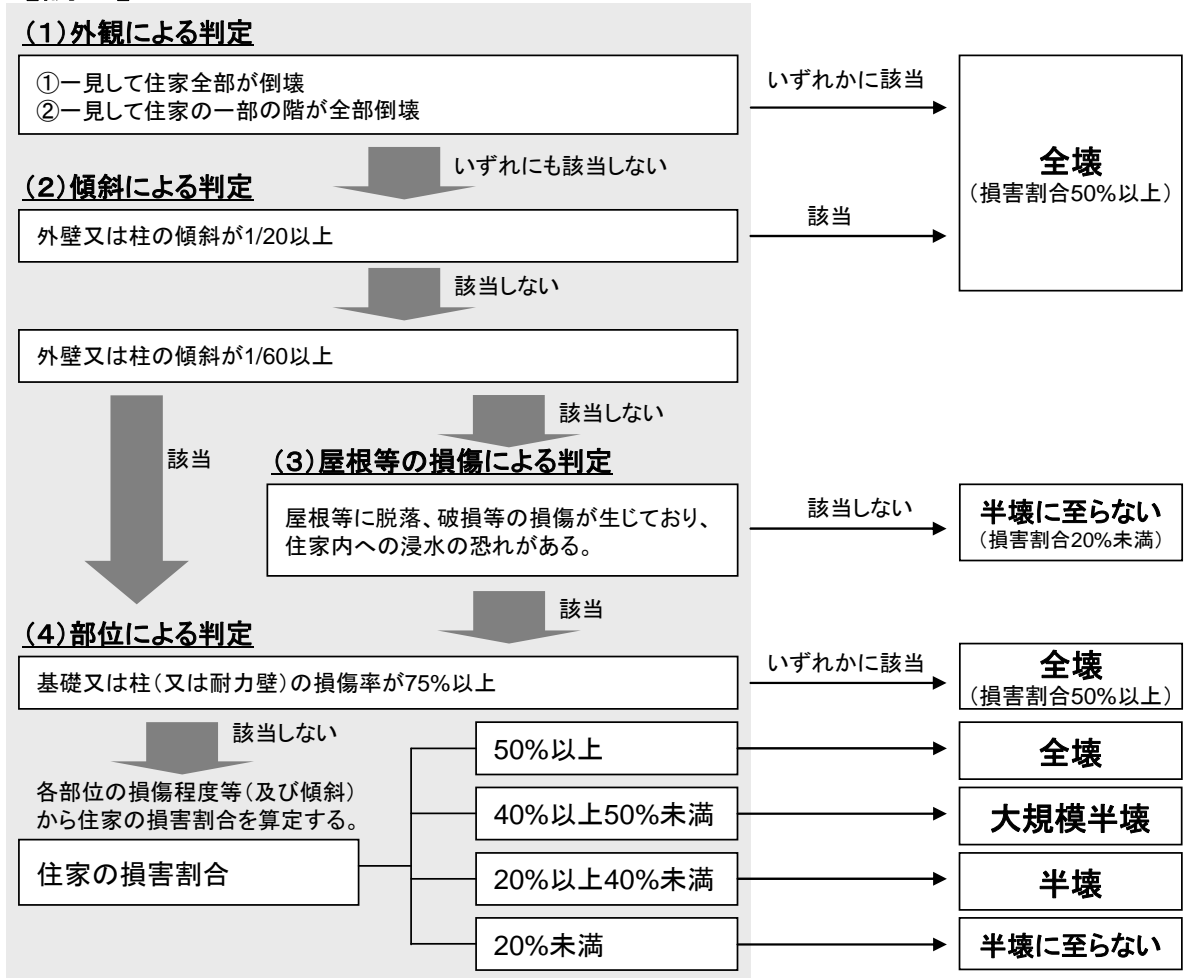 (1)外観による判定
①一見して住家全部が倒壊
②一見して住家の一部の階が全部倒壊
いずれかに該当
全壊
(損害割合50%以上)
いずれにも該当しない
(2)傾斜による判定
外壁又は柱の傾斜が1/20以上
該当
該当しない
外壁又は柱の傾斜が1/60以上
該当
該当しない
(3)屋根等の損傷による判定
屋根等に脱落、破損等の損傷が生じており、
住家内への浸水の恐れがある。
該当しない
半壊に至らない
(損害割合20%未満)
該当
(4)部位による判定
基礎又は柱(又は耐力壁)の損傷率が75%以上
いずれかに該当
全壊
(損害割合50%以上)
該当しない
各部位の損傷程度等(及び傾斜)
から住家の損害割合を算定する。
住家の損害割合
50%以上
全壊
40%以上50%未満
大規模半壊
20%以上40%未満
半壊
20%未満
半壊に至らない